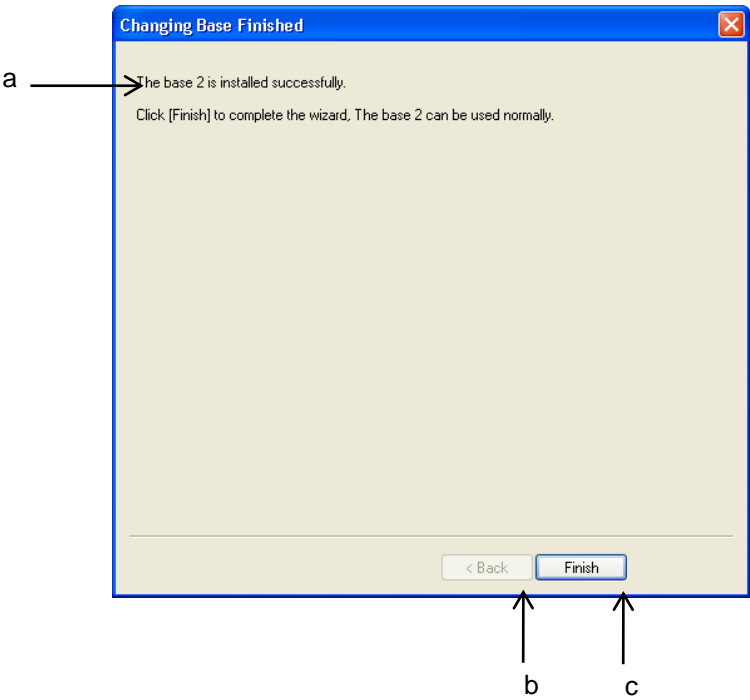 Changing Base Finished
a
The base 2 is installed successfully.
Click [Finish] to complete the wizard, The base 2 can be used normally.
< Back
Finish
b
c